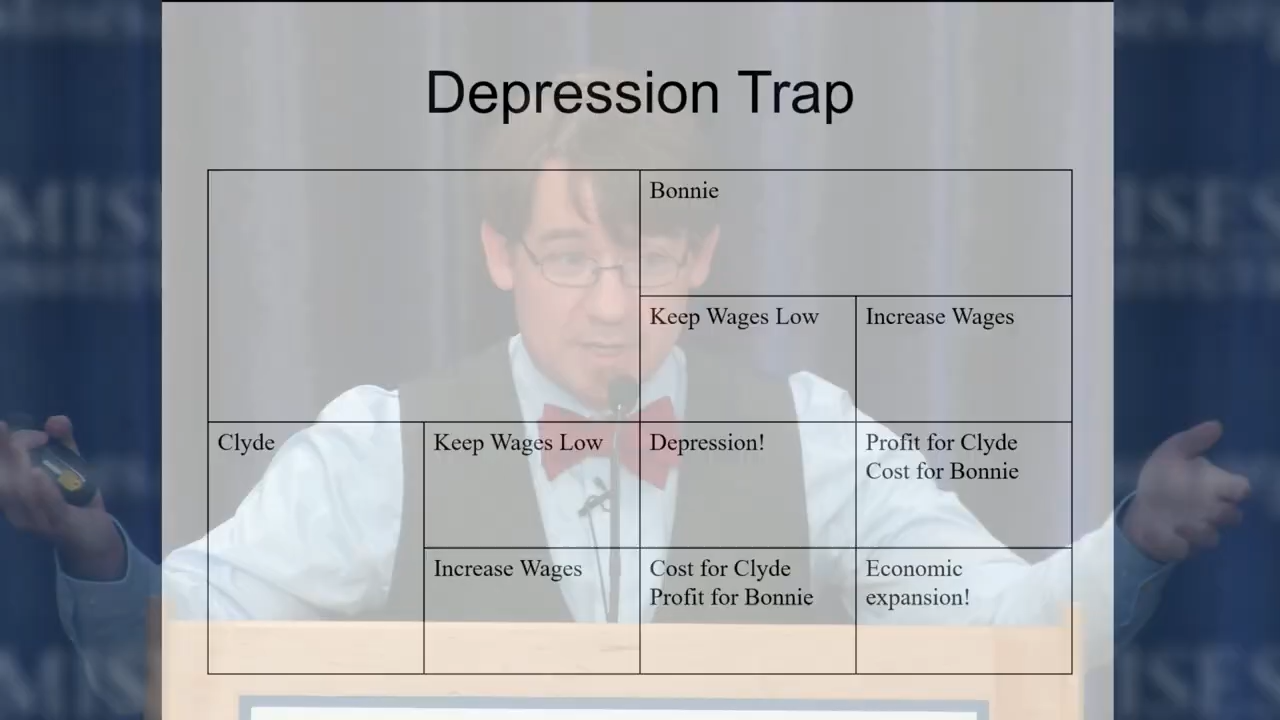 Depression Trap
Bonnie
Keep Wages Low
Increase Wages
Clyde
Keep Wages Low
Depression!
Profit for Clyde
Cost for Bonnie
Increase Wages
Cost for Clyde
Profit for Bonnie
Economic
expansion!